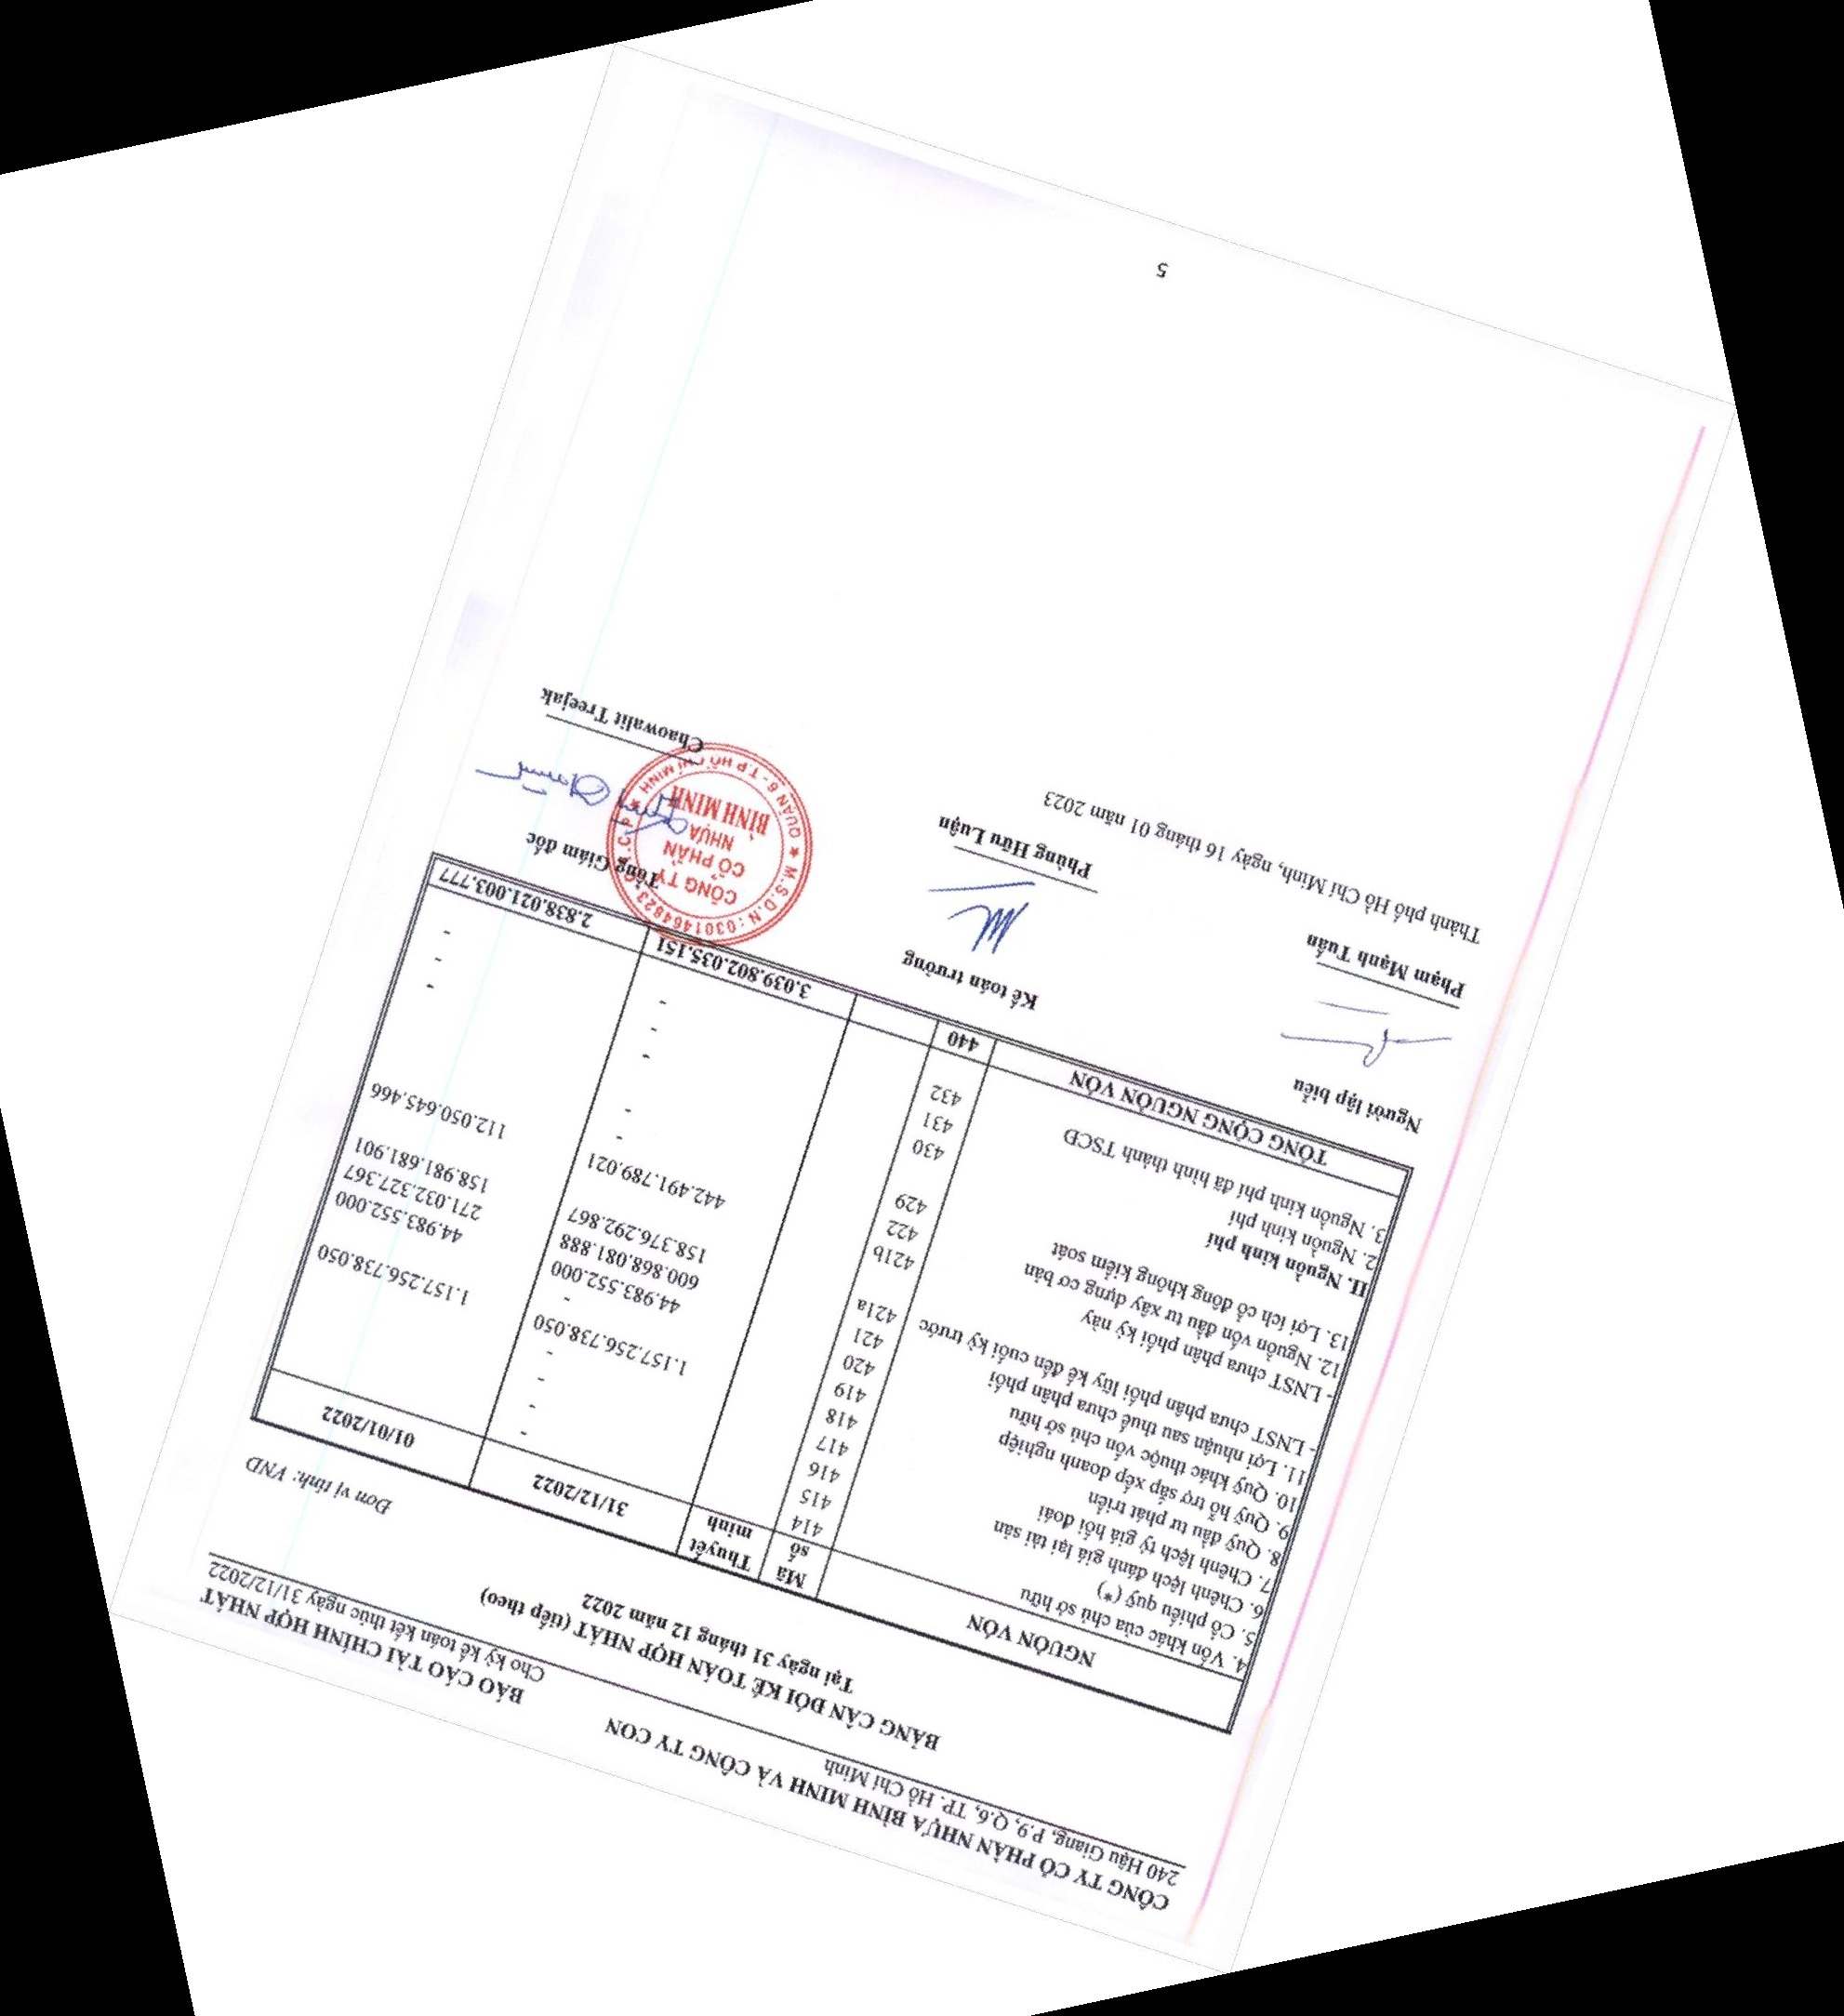 CÔNG TY CỔ PHẦN NHỰA BÌNH MINH VÀ CÔNG TY CON BÁO CÁO TÀI CHÍNH HỢP NHẤT
240 Hậu Giang, P.9, Q.6, TP. Hồ Chí Minh Cho kỳ kế toán kết thúc ngày 31/12/2022
BẢNG CÂN ĐỐI KẾ TOÁN HỢP NHẤT (tiếp theo)
Tại ngày 31 tháng 12 năm 2022
Đơn vị tính: VND
NGUỒN VỐN Mã số Thuyết minh 31/12/2022 01/01/2022
4. Vốn khác của chủ sở hữu 414 -
5. Cổ phiếu quỹ (*) 415 -
6. Chênh lệch đánh giá lại tài sản 416 -
7. Chênh lệch tỷ giá hối đoái 417 -
8. Quỹ đầu tư phát triển 418 1.157.256.738.050 1.157.256.738.050
9. Quỹ hỗ trợ sắp xếp doanh nghiệp 419 -
10. Quỹ khác thuộc vốn chủ sở hữu 420 44.983.552.000 44.983.552.000
11. Lợi nhuận sau thuế chưa phân phối 421 600.868.081.888 271.032.327.367
- LNST chưa phân phối lũy kế đến cuối kỳ trước 421a 158.376.292.867 158.981.681.901
- LNST chưa phân phối kỳ này 421b 442.491.789.021 112.050.645.466
12. Nguồn vốn đầu tư xây dựng cơ bản 422 -
13. Lợi ích cổ đông không kiểm soát 429 -
II. Nguồn kinh phí 430 - -
2. Nguồn kinh phí 431 - -
3. Nguồn kinh phí đã hình thành TSCĐ 432 - -
TỔNG CỘNG NGUỒN VỐN 440 3.039.802.035.151 2.838.021.003.777
Người lập biểu Kế toán trưởng Tổng Giám đốc
M.S.D.N : 0301464823
CÔNG TY
CỔ PHẦN
NHỰA
BÌNH MINH
QUẬN 6 - T.P HỒ CHÍ MINH
Phạm Mạnh Tuấn Phùng Hữu Luận Chaowalit Treejak
Thành phố Hồ Chí Minh, ngày 16 tháng 01 năm 2023
5